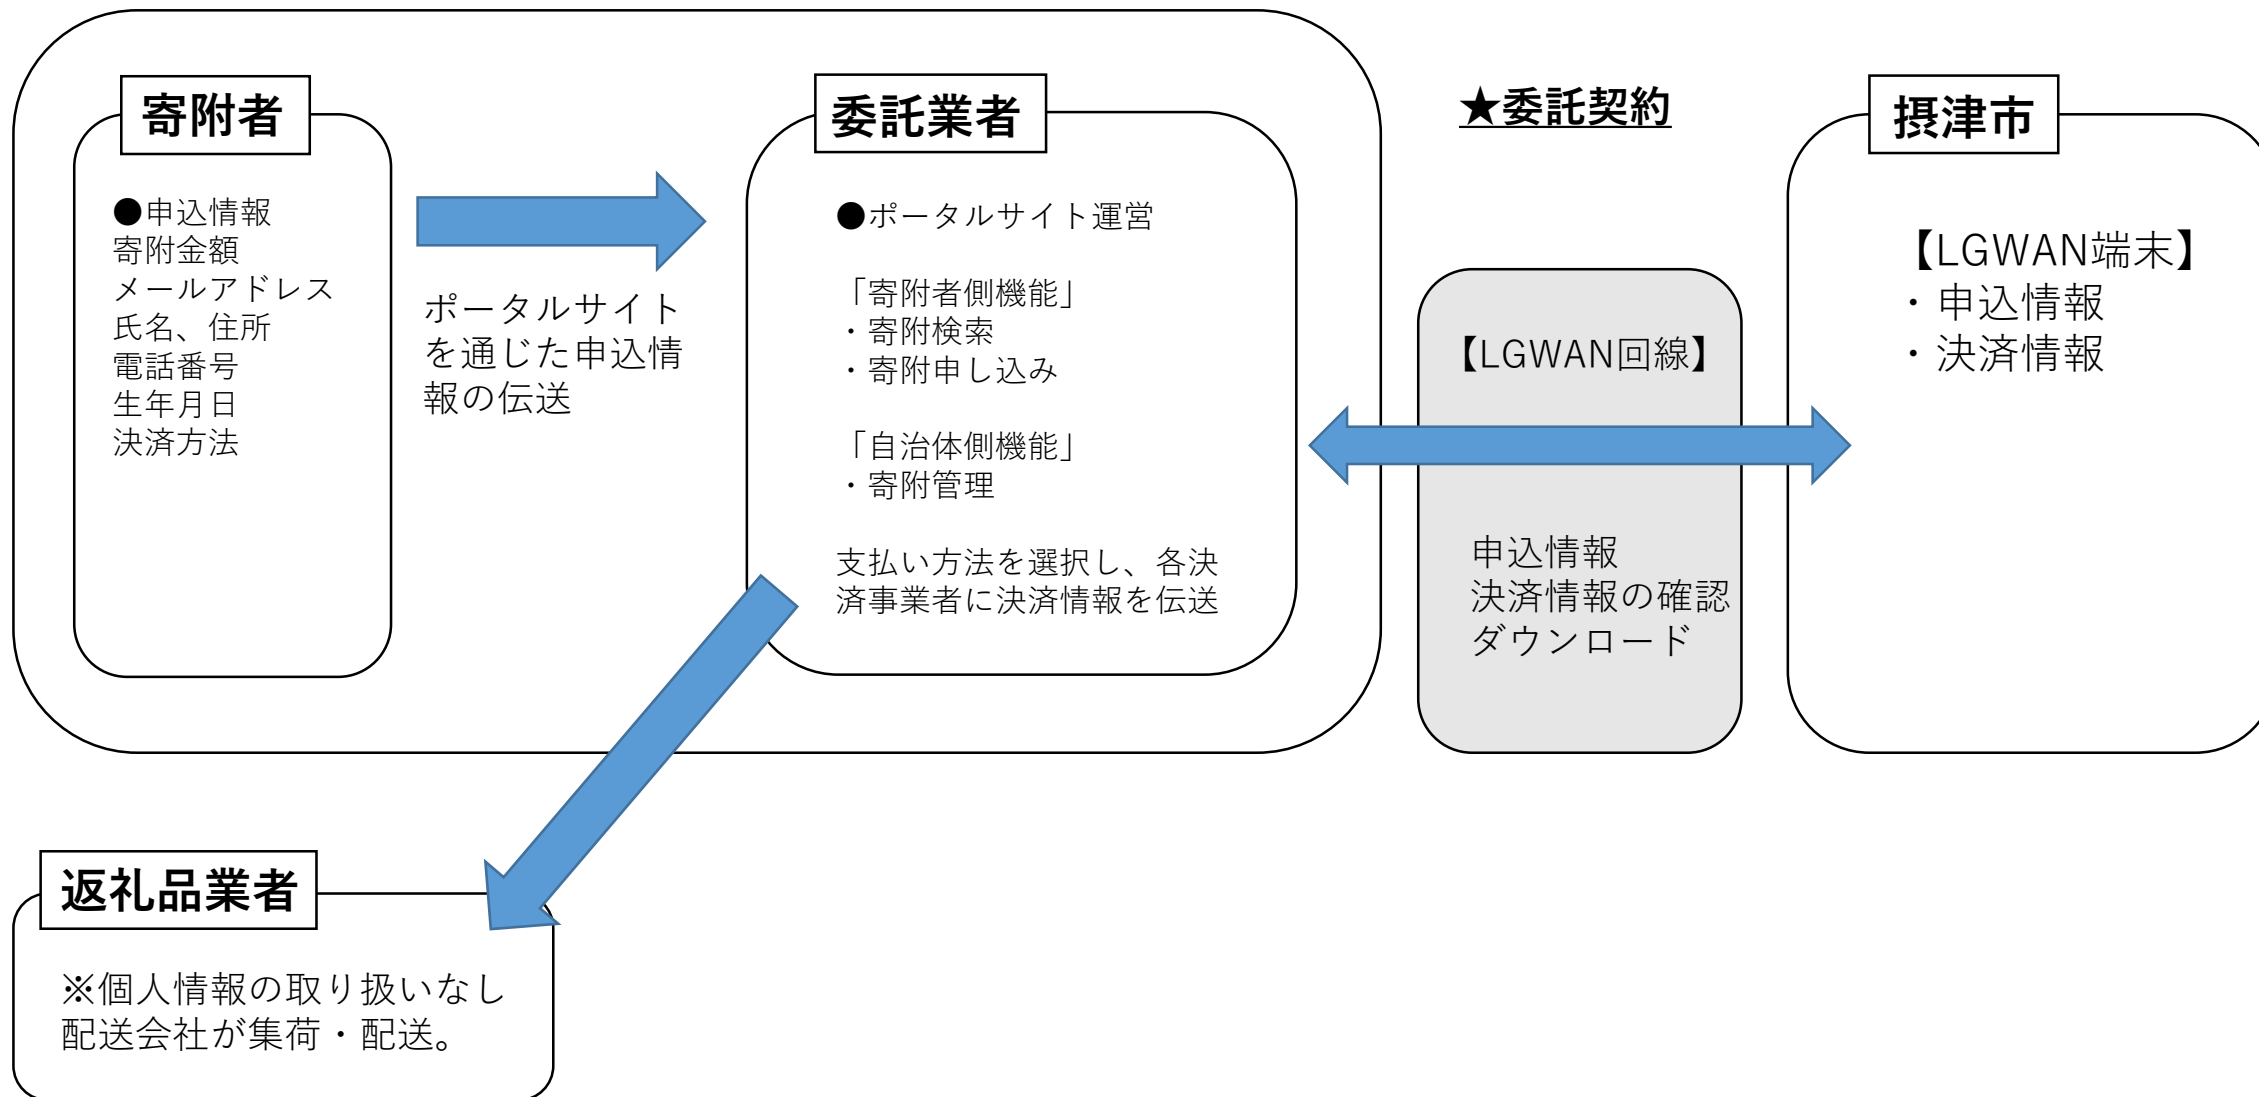 寄附者
●申込情報
寄附金額
メールアドレス
氏名、住所
電話番号
生年月日
決済方法
ポータルサイト
を通じた申込情
報の伝送
委託業者
●ポータルサイト運営
「寄附者側機能」
・寄附検索
・寄附申し込み
「自治体側機能」
・寄附管理
支払い方法を選択し、各決
済事業者に決済情報を伝送
★委託契約
【LGWAN回線】
申込情報
決済情報の確認
ダウンロード
摂津市
【LGWAN端末】
・申込情報
・決済情報
返礼品業者
※個人情報の取り扱いなし
配送会社が集荷・配送。